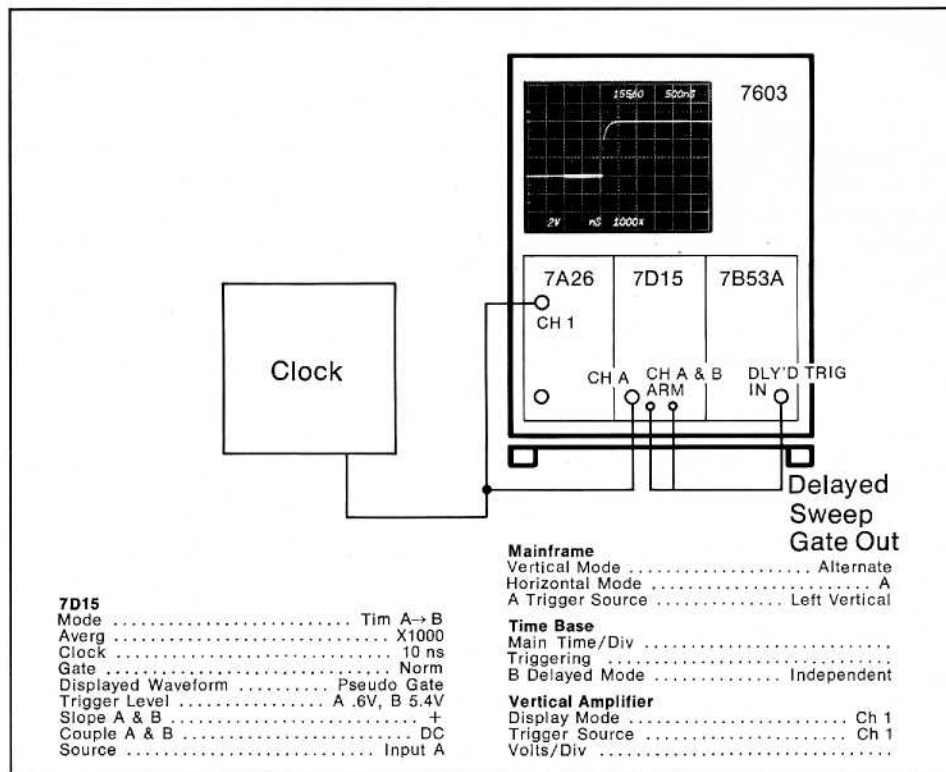 7603
15560 500nS
2V nS 1000X
7A26 7D15 7B53A
CH 1
Clock
CH A CH A & B ARM DLY'D TRIG IN
Delayed
Sweep
Gate Out
7D15
Mode ........................... Tim A→ B
Averg .............................. X1000
Clock .............................. 10 ns
Gate ............................... Norm
Displayed Waveform .......... Pseudo Gate
Trigger Level ................ A .6V, B 5.4V
Slope A & B ............................ +
Couple A & B ......................... DC
Source ........................... Input A
Mainframe
Vertical Mode .................... Alternate
Horizontal Mode ........................ A
A Trigger Source .............. Left Vertical
Time Base
Main Time/Div ..........................
Triggering .............................
B Delayed Mode ............. Independent
Vertical Amplifier
Display Mode ........................ Ch 1
Trigger Source ....................... Ch 1
Volts/Div ..............................